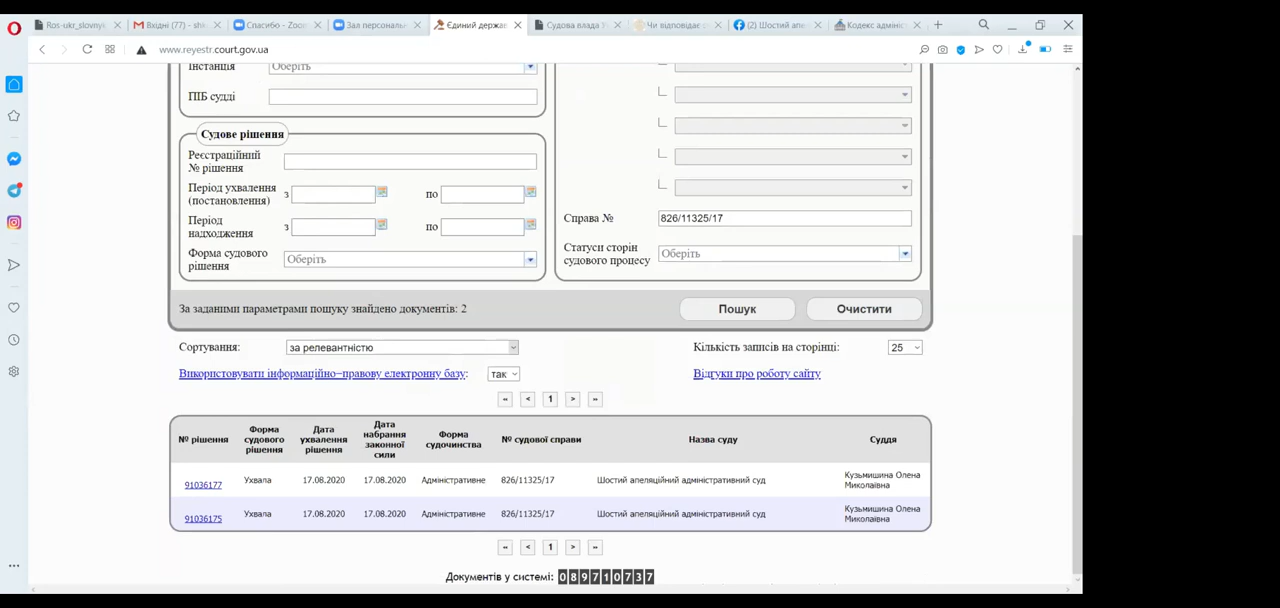 Ros-ukr_slovnyk
Вхідні (77) – shk
Спасибо – Zoom
Зал персональн
Єдиний держав
Судова влада У
Чи відповідає
(2) Шостий апе
Кодекс адмініс
www.reyestr.court.gov.ua
Інстанція
Оберіть
ПІБ судді
Судове рішення
Реєстраційний
№ рішення
Період ухвалення
(постановлення)
з
по
Період
надходження
з
по
Форма судового
рішення
Оберіть
Справа №
826/11325/17
Статуси сторін
судового процесу
Оберіть
За заданими параметрами пошуку знайдено документів: 2
Пошук
Очистити
Сортування:
за релевантністю
Кількість записів на сторінці:
25
Використовувати інформаційно−правову електронну базу:
так
Відгуки про роботу сайту
‹‹ < 1 > ››
№ рішення
Форма
судового
рішення
Дата
ухвалення
рішення
Дата
набрання
законної
сили
Форма
судочинства
№ судової справи
Назва суду
Суддя
91036177
Ухвала
17.08.2020
17.08.2020
Адміністративне
826/11325/17
Шостий апеляційний адміністративний суд
Кузьмишина Олена
Миколаївна
91036175
Ухвала
17.08.2020
17.08.2020
Адміністративне
826/11325/17
Шостий апеляційний адміністративний суд
Кузьмишина Олена
Миколаївна
‹‹ < 1 > ››
Документів у системі: 089710737